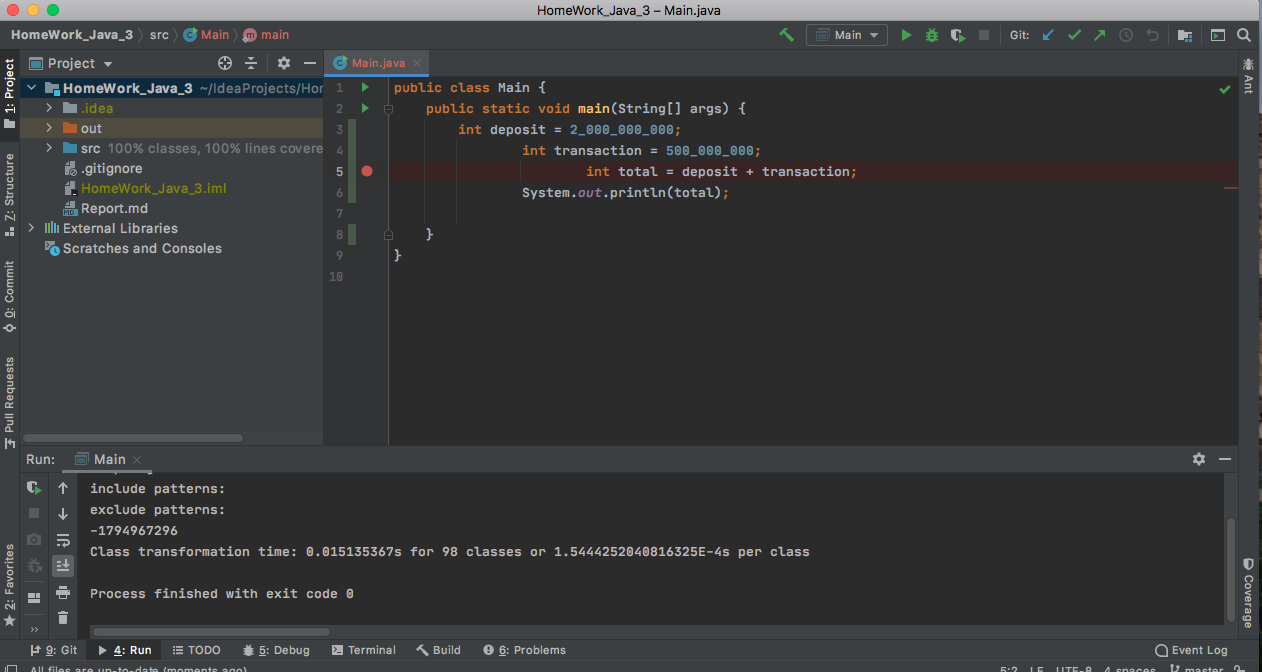 HomeWork_Java_3 – Main.java
HomeWork_Java_3 src Main main
Main Git:
Project
Main.java
1: Project
Z: Structure
0: Commit
Pull Requests
2: Favorites
HomeWork_Java_3 ~/IdeaProjects/Hom
.idea
out
src 100% classes, 100% lines covere
.gitignore
HomeWork_Java_3.iml
Report.md
External Libraries
Scratches and Consoles
1 public class Main {
2 public static void main(String[] args) {
3 int deposit = 2_000_000_000;
4 int transaction = 500_000_000;
5 int total = deposit + transaction;
6 System.out.println(total);
7
8 }
9 }
10
Ant
Coverage
Run: Main
include patterns:
exclude patterns:
-1794967296
Class transformation time: 0.015135367s for 98 classes or 1.5444252040816325E-4s per class
Process finished with exit code 0
9: Git 4: Run TODO 5: Debug Terminal Build 6: Problems Event Log
All files are up-to-date (moments ago) 5:2 LF UTF-8 4 spaces master